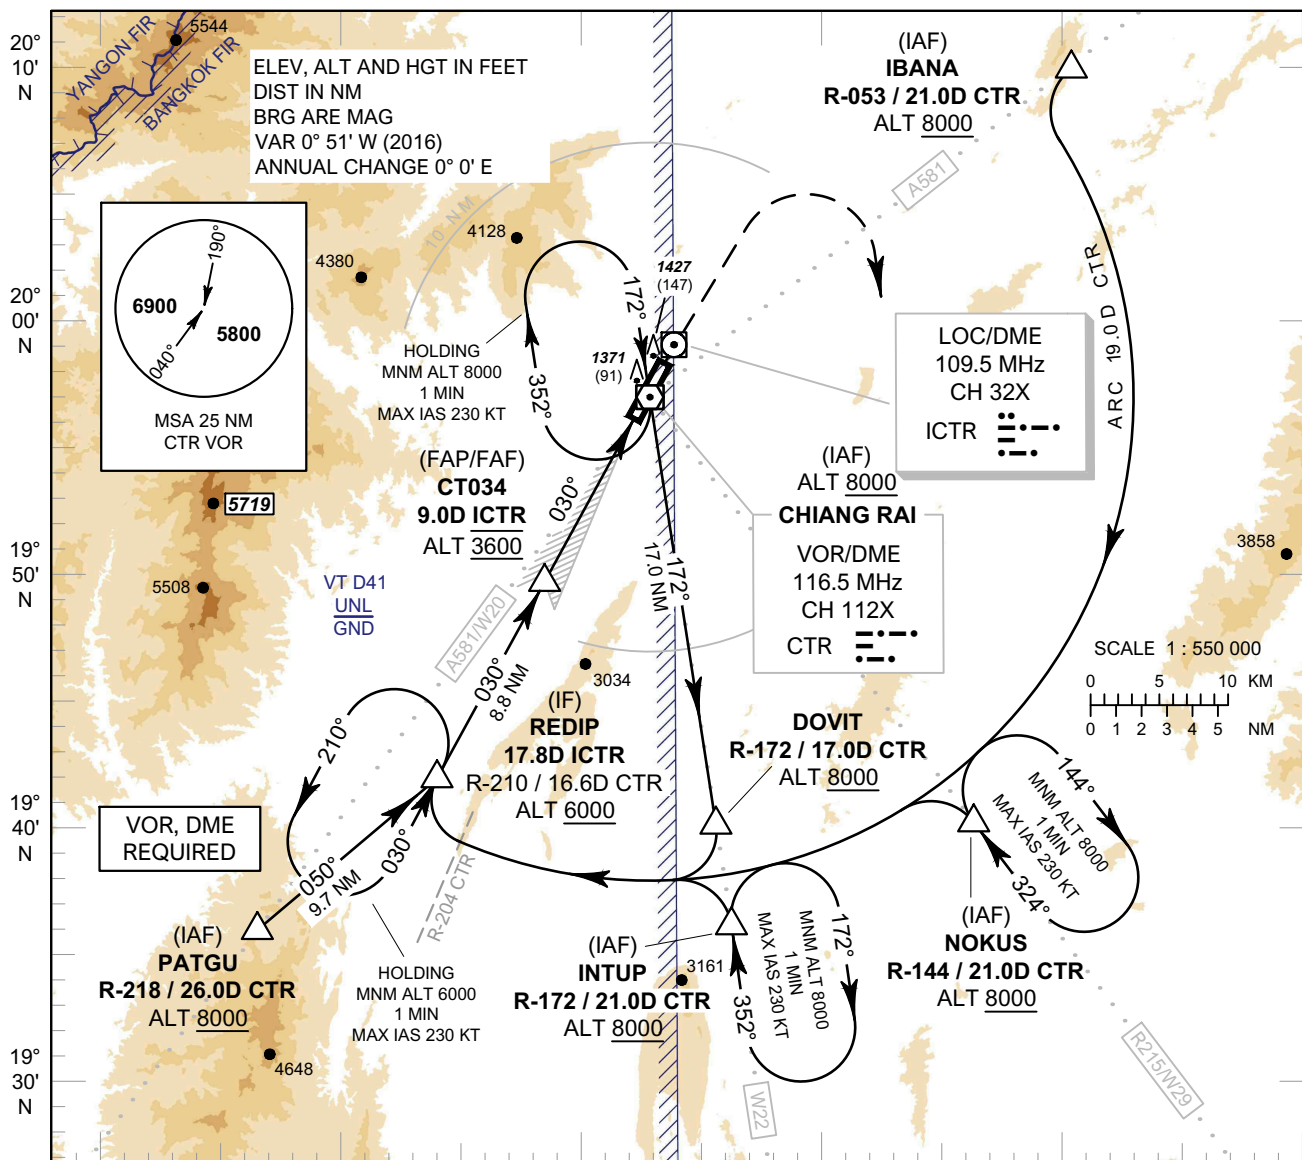 20°
10'
N
20°
00'
N
19°
50'
N
19°
40'
N
19°
30'
N
5544
YANGON FIR
BANGKOK FIR
ELEV, ALT AND HGT IN FEET
DIST IN NM
BRG ARE MAG
VAR 0° 51' W (2016)
ANNUAL CHANGE 0° 0' E
(IAF)
IBANA
R-053 / 21.0D CTR
ALT 8000
A581
190°
6900
5800
040°
MSA 25 NM
CTR VOR
4380
4128
10 NM
172°
352°
1427
(147)
1371
(91)
HOLDING
MNM ALT 8000
1 MIN
MAX IAS 230 KT
ARC 19.0 D CTR
LOC/DME
109.5 MHz
CH 32X
ICTR
(FAP/FAF)
CT034
9.0D ICTR
ALT 3600
030°
(IAF)
ALT 8000
CHIANG RAI
VOR/DME
116.5 MHz
CH 112X
CTR
5719
5508
VT D41
UNL
GND
3858
172°
17.0 NM
A581/W20
030°
8.8 NM
3034
SCALE 1 : 550 000
0 5 10 KM
0 1 2 3 4 5 NM
(IF)
REDIP
17.8D ICTR
R-210 / 16.6D CTR
ALT 6000
DOVIT
R-172 / 17.0D CTR
ALT 8000
210°
030°
050°
9.7 NM
VOR, DME
REQUIRED
R-204 CTR
144°
MNM ALT 8000
1 MIN
MAX IAS 230 KT
324°
(IAF)
PATGU
R-218 / 26.0D CTR
ALT 8000
HOLDING
MNM ALT 6000
1 MIN
MAX IAS 230 KT
(IAF)
INTUP
R-172 / 21.0D CTR
ALT 8000
3161
172°
MNM ALT 8000
1 MIN
MAX IAS 230 KT
352°
(IAF)
NOKUS
R-144 / 21.0D CTR
ALT 8000
4648
W22
R215/W29